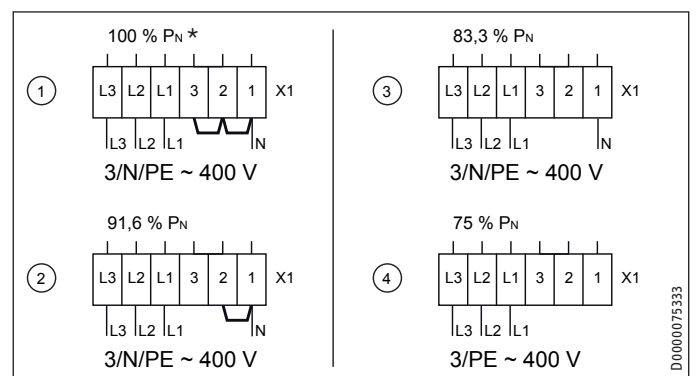 100 % PN *
1
L3 L2 L1 3 2 1 X1
L3 L2 L1 N
3/N/PE ~ 400 V
91,6 % PN
2
L3 L2 L1 3 2 1 X1
L3 L2 L1 N
3/N/PE ~ 400 V
83,3 % PN
3
L3 L2 L1 3 2 1 X1
L3 L2 L1 N
3/N/PE ~ 400 V
75 % PN
4
L3 L2 L1 3 2 1 X1
L3 L2 L1
3/PE ~ 400 V
D0000075333